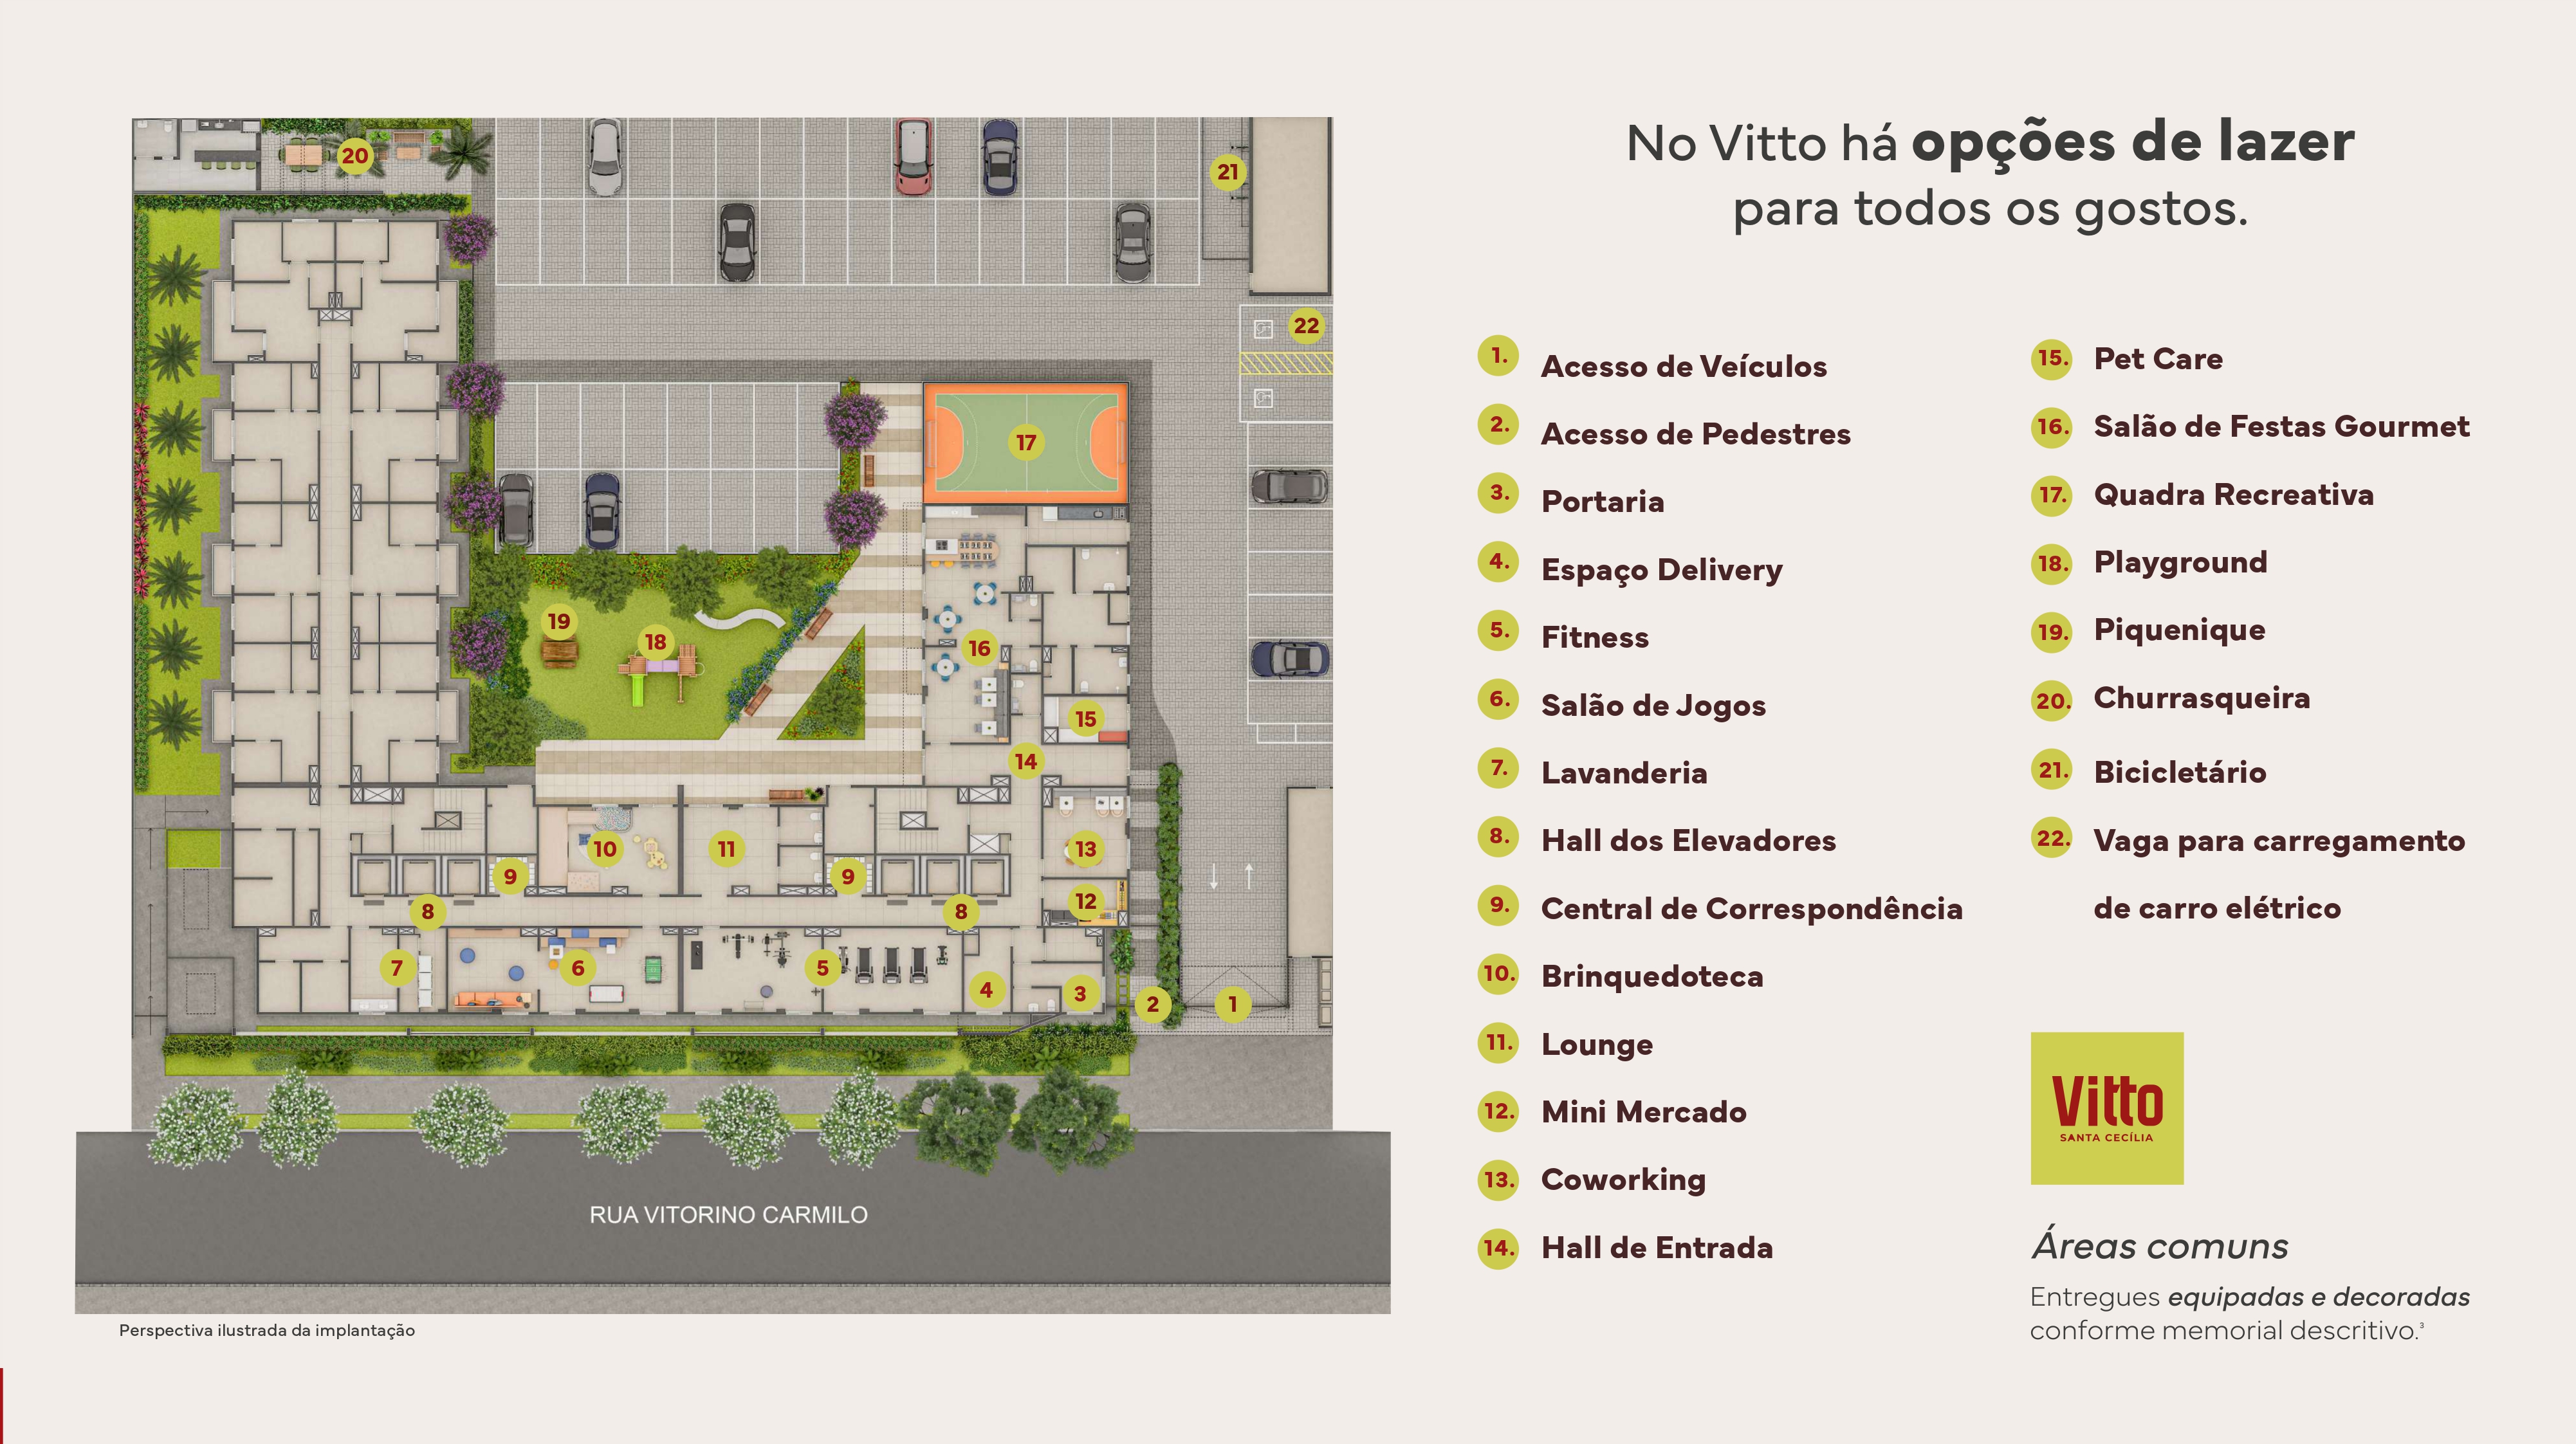 No Vitto há opções de lazer
para todos os gostos.
20
21
22
17
19
18
16
15
14
10
11
13
9
9
12
8
8
7
6
5
4
3
2
1
RUA VITORINO CARMILO
Perspectiva ilustrada da implantação
1. Acesso de Veículos
2. Acesso de Pedestres
3. Portaria
4. Espaço Delivery
5. Fitness
6. Salão de Jogos
7. Lavanderia
8. Hall dos Elevadores
9. Central de Correspondência
10. Brinquedoteca
11. Lounge
12. Mini Mercado
13. Coworking
14. Hall de Entrada
15. Pet Care
16. Salão de Festas Gourmet
17. Quadra Recreativa
18. Playground
19. Piquenique
20. Churrasqueira
21. Bicicletário
22. Vaga para carregamento
de carro elétrico
Vitto
SANTA CECÍLIA
Áreas comuns
Entregues equipadas e decoradas
conforme memorial descritivo.³